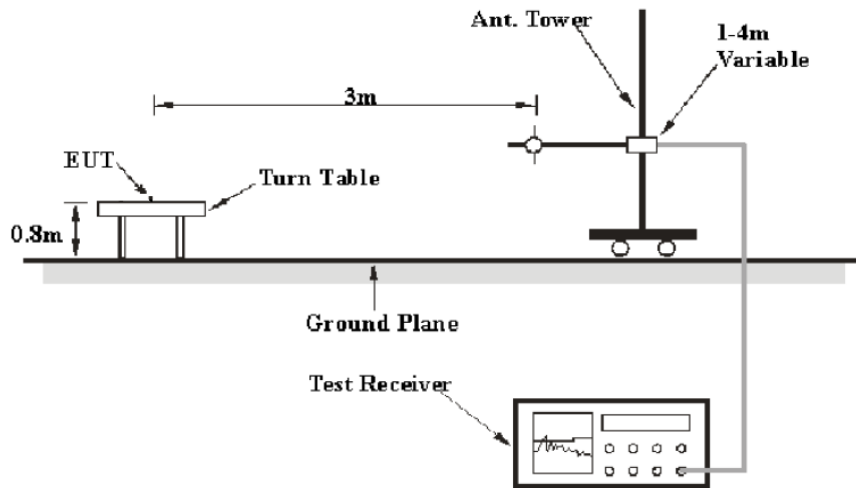 Ant. Tower
1-4m
Variable
3m
EUT
Turn Table
0.8m
Ground Plane
Test Receiver